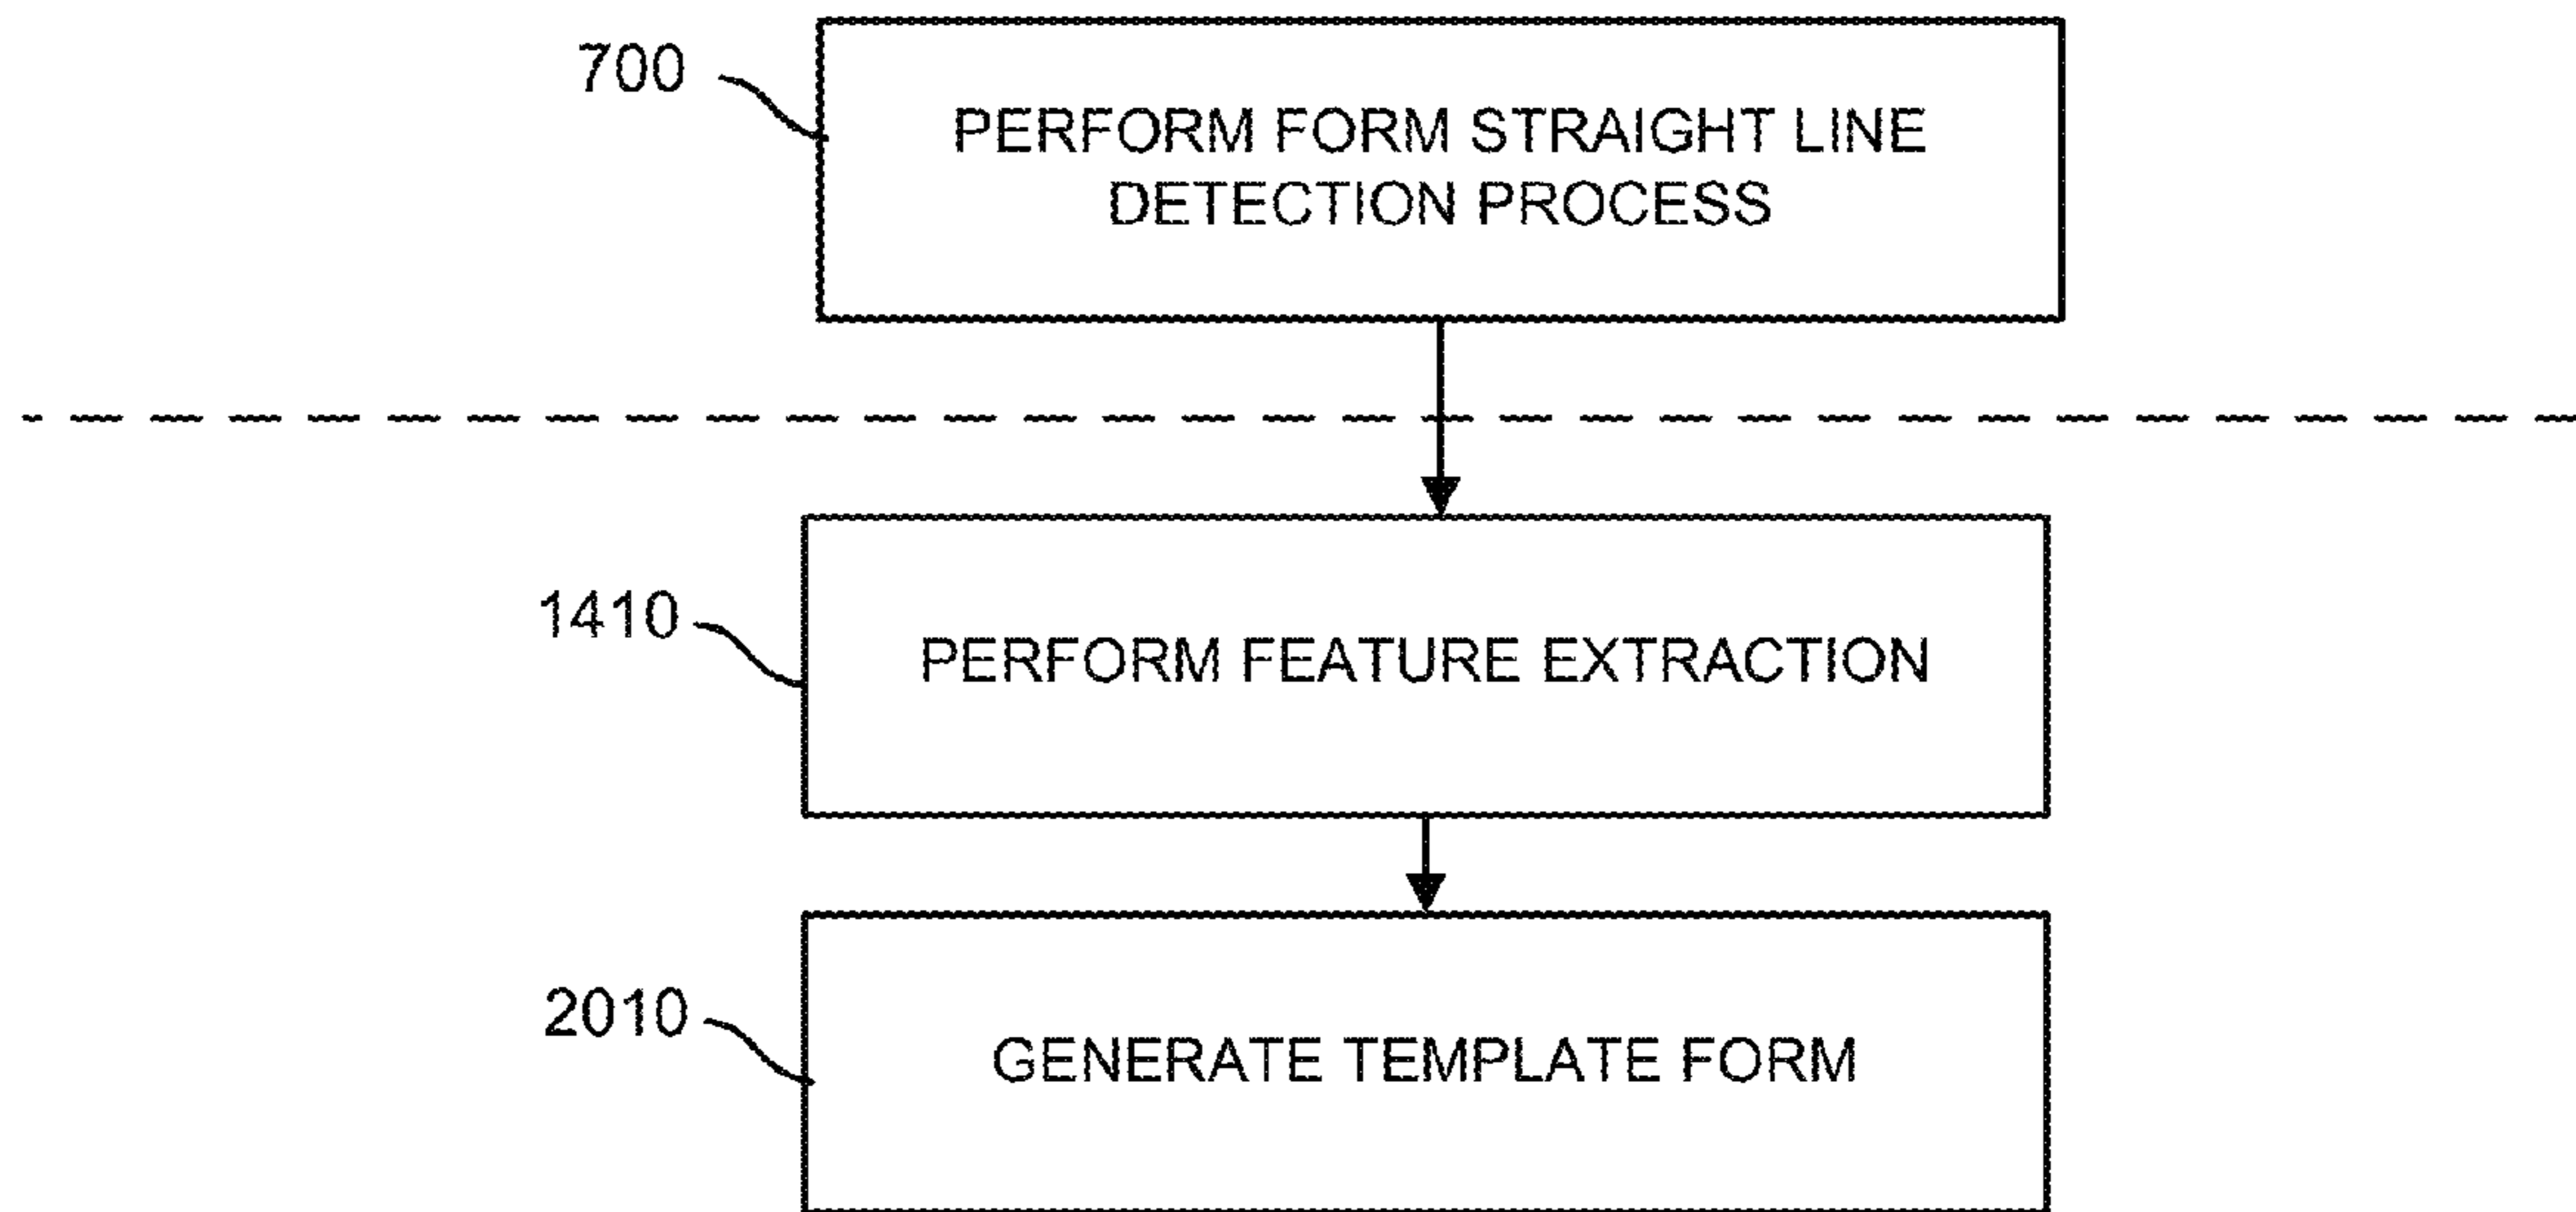 700
PERFORM FORM STRAIGHT LINE
DETECTION PROCESS
1410
PERFORM FEATURE EXTRACTION
2010
GENERATE TEMPLATE FORM